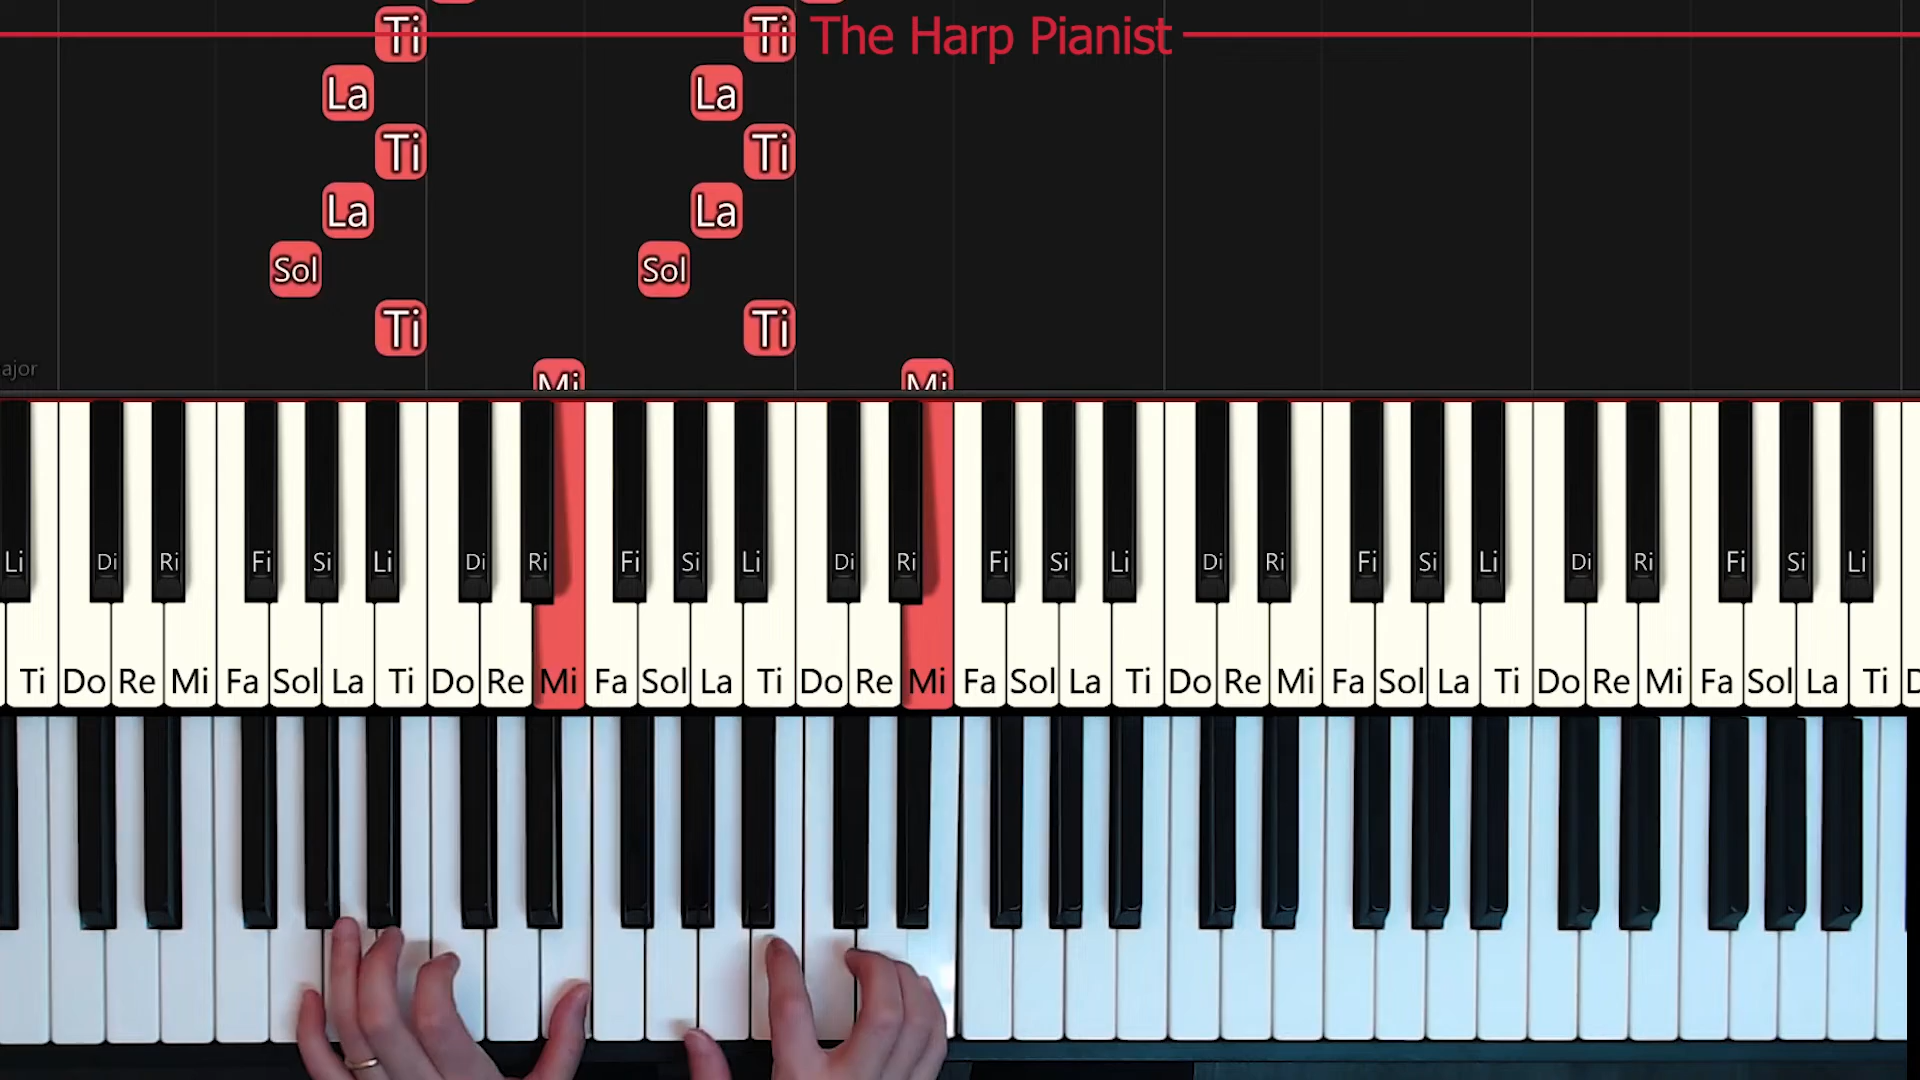 Ti Ti The Harp Pianist
La La
Ti Ti
La La
Sol Sol
Ti Ti
ajor
Mi Mi
Li Di Ri Fi Si Li Di Ri Fi Si Li Di Ri Fi Si Li Di Ri Fi Si Li Di Ri Fi Si Li
Ti Do Re Mi Fa Sol La Ti Do Re Mi Fa Sol La Ti Do Re Mi Fa Sol La Ti Do Re Mi Fa Sol La Ti Do Re Mi Fa Sol La Ti D